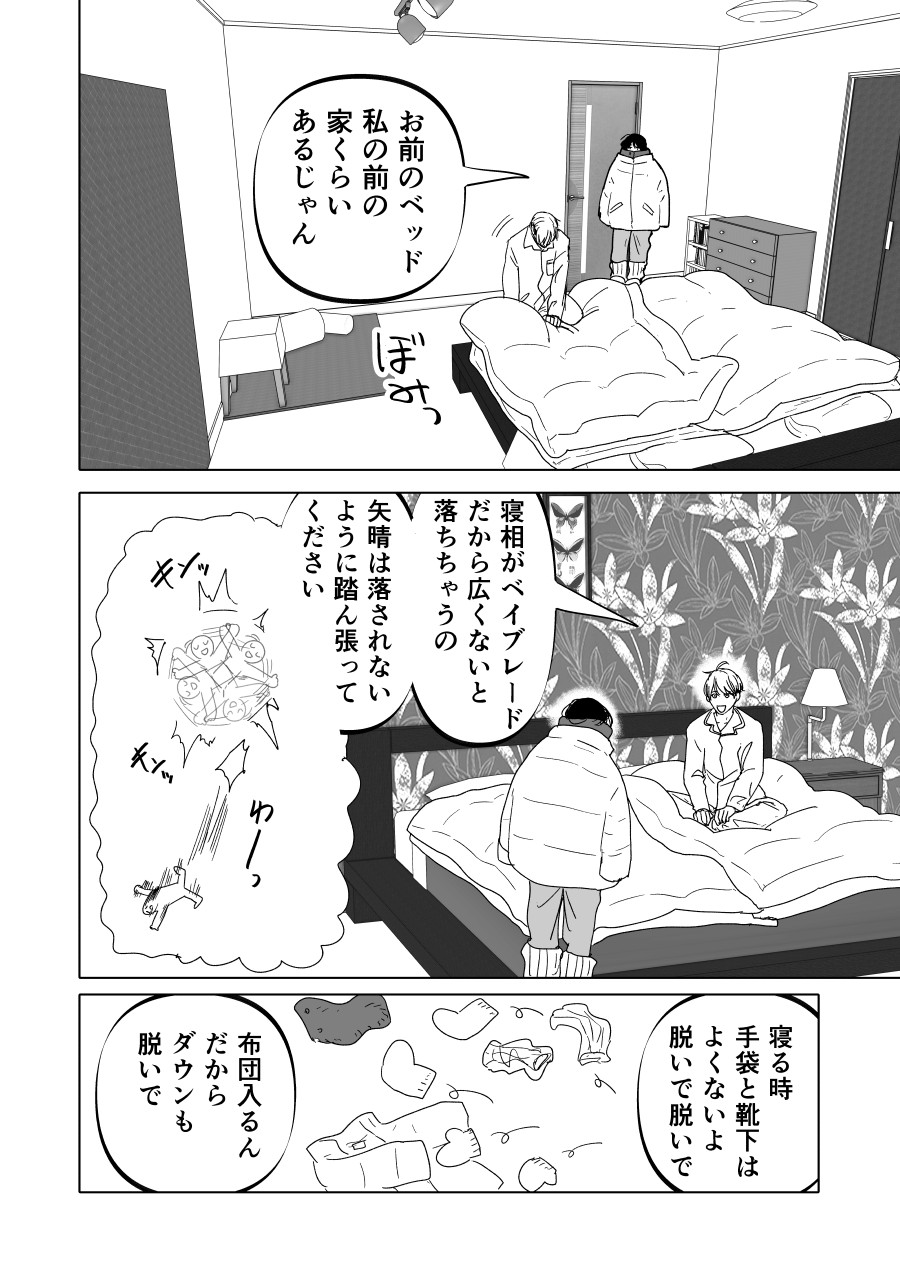 お前のベッド
私の前の
家くらい
あるじゃん
ぼみっ
寝相がベイブレード
だから広くないと
落ちちゃうの
矢晴は落されない
ように踏ん張って
ください
キンッ
キンッ
わーっ
寝る時
手袋と靴下は
よくないよ
脱いで脱いで
布団入るん
だから
ダウンも
脱いで